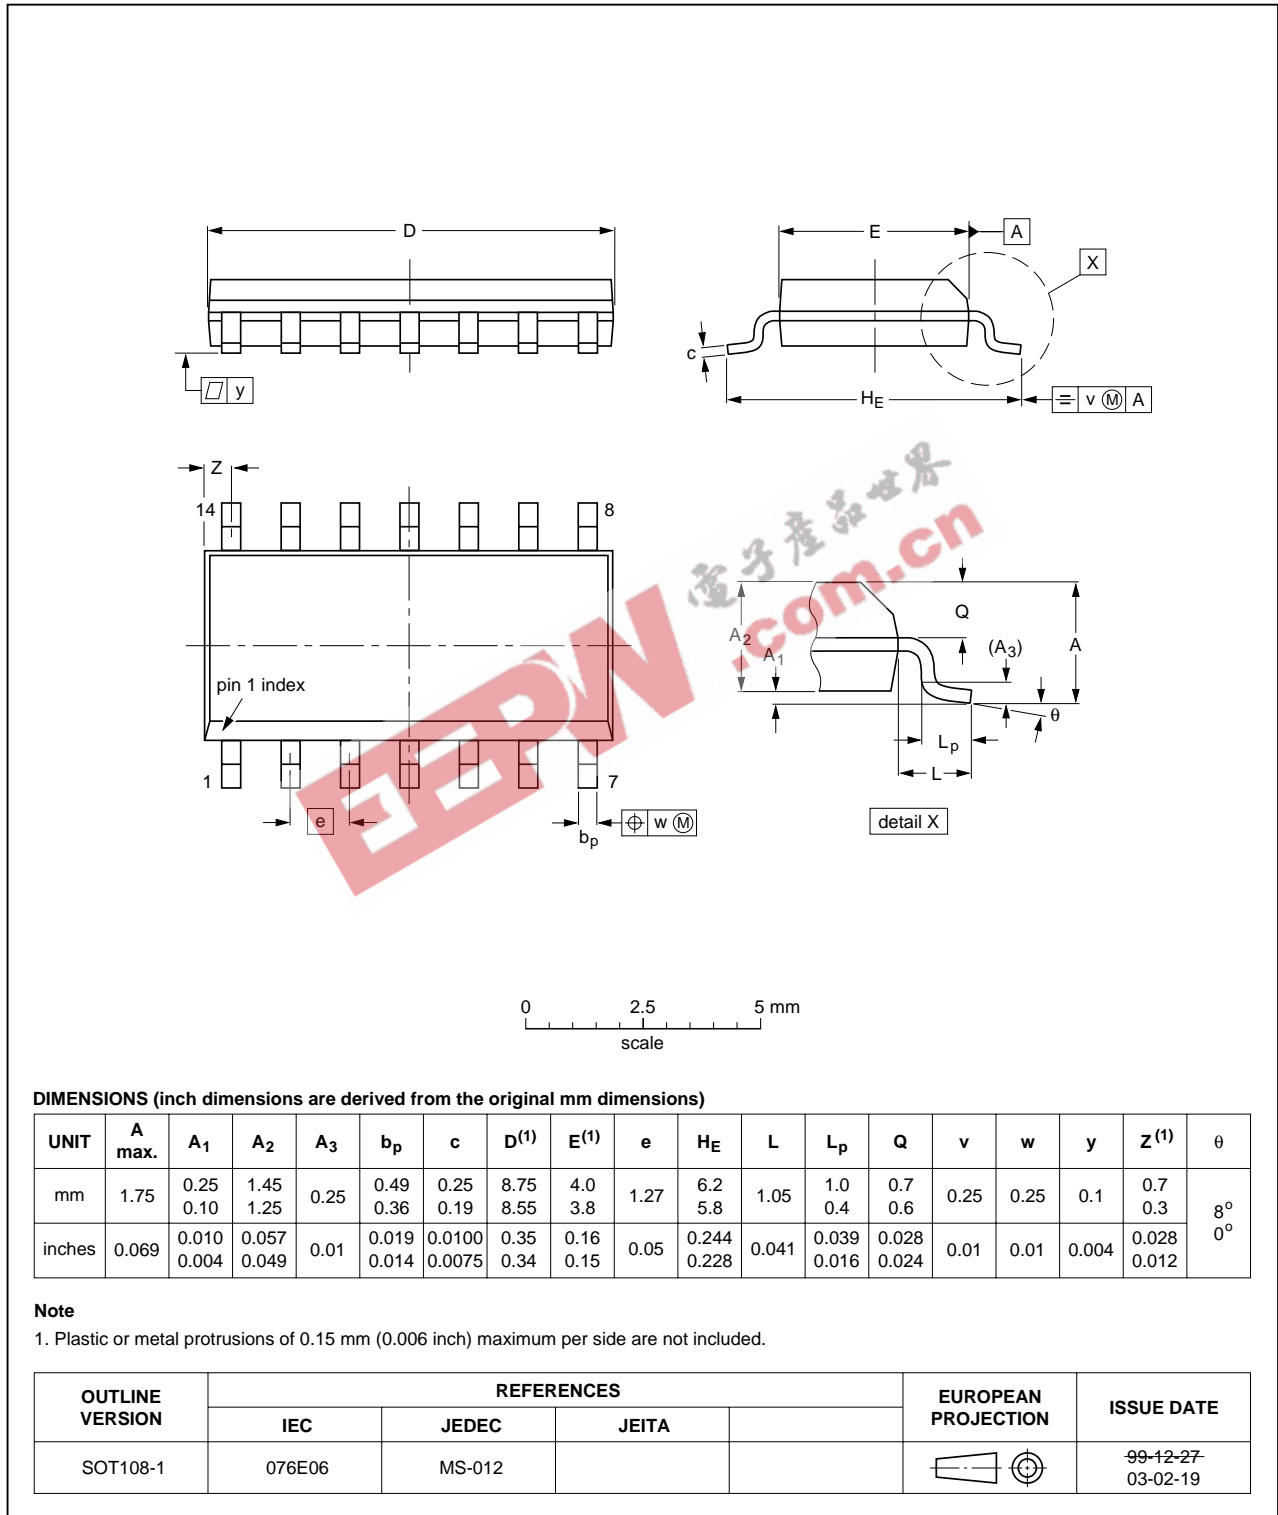 D
E
A
X
c
y
HE
v M A
Z
14
8
電子產品世界
.com.cn
EEPW
Q
A2
A1
(A3)
A
pin 1 index
θ
Lp
L
1
7
e
w M
bp
detail X
0 2.5 5 mm
scale
DIMENSIONS (inch dimensions are derived from the original mm dimensions)
UNIT A max. A1 A2 A3 bp c D(1) E(1) e HE L Lp Q v w y Z(1) θ
mm 1.75 0.25 0.10 1.45 1.25 0.25 0.49 0.36 0.25 0.19 8.75 8.55 4.0 3.8 1.27 6.2 5.8 1.05 1.0 0.4 0.7 0.6 0.25 0.25 0.1 0.7 0.3 8° 0°
inches 0.069 0.010 0.004 0.057 0.049 0.01 0.019 0.014 0.0100 0.0075 0.35 0.34 0.16 0.15 0.05 0.244 0.228 0.041 0.039 0.016 0.028 0.024 0.01 0.01 0.004 0.028 0.012
Note
1. Plastic or metal protrusions of 0.15 mm (0.006 inch) maximum per side are not included.
OUTLINE VERSION REFERENCES EUROPEAN PROJECTION ISSUE DATE
IEC JEDEC JEITA
SOT108-1 076E06 MS-012 99-12-27
03-02-19